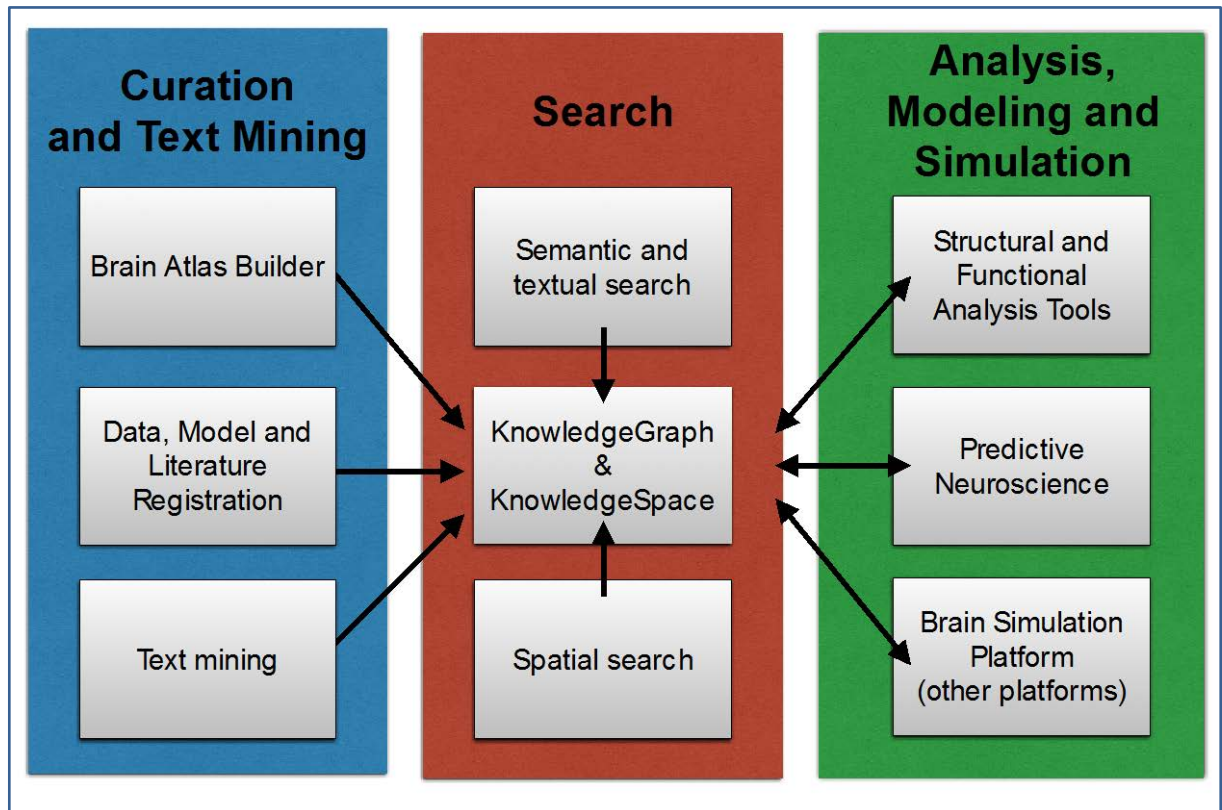 Curation
and Text Mining
Brain Atlas Builder
Data, Model and
Literature
Registration
Text mining
Search
Semantic and
textual search
KnowledgeGraph
&
KnowledgeSpace
Spatial search
Analysis,
Modeling and
Simulation
Structural and
Functional
Analysis Tools
Predictive
Neuroscience
Brain Simulation
Platform
(other platforms)